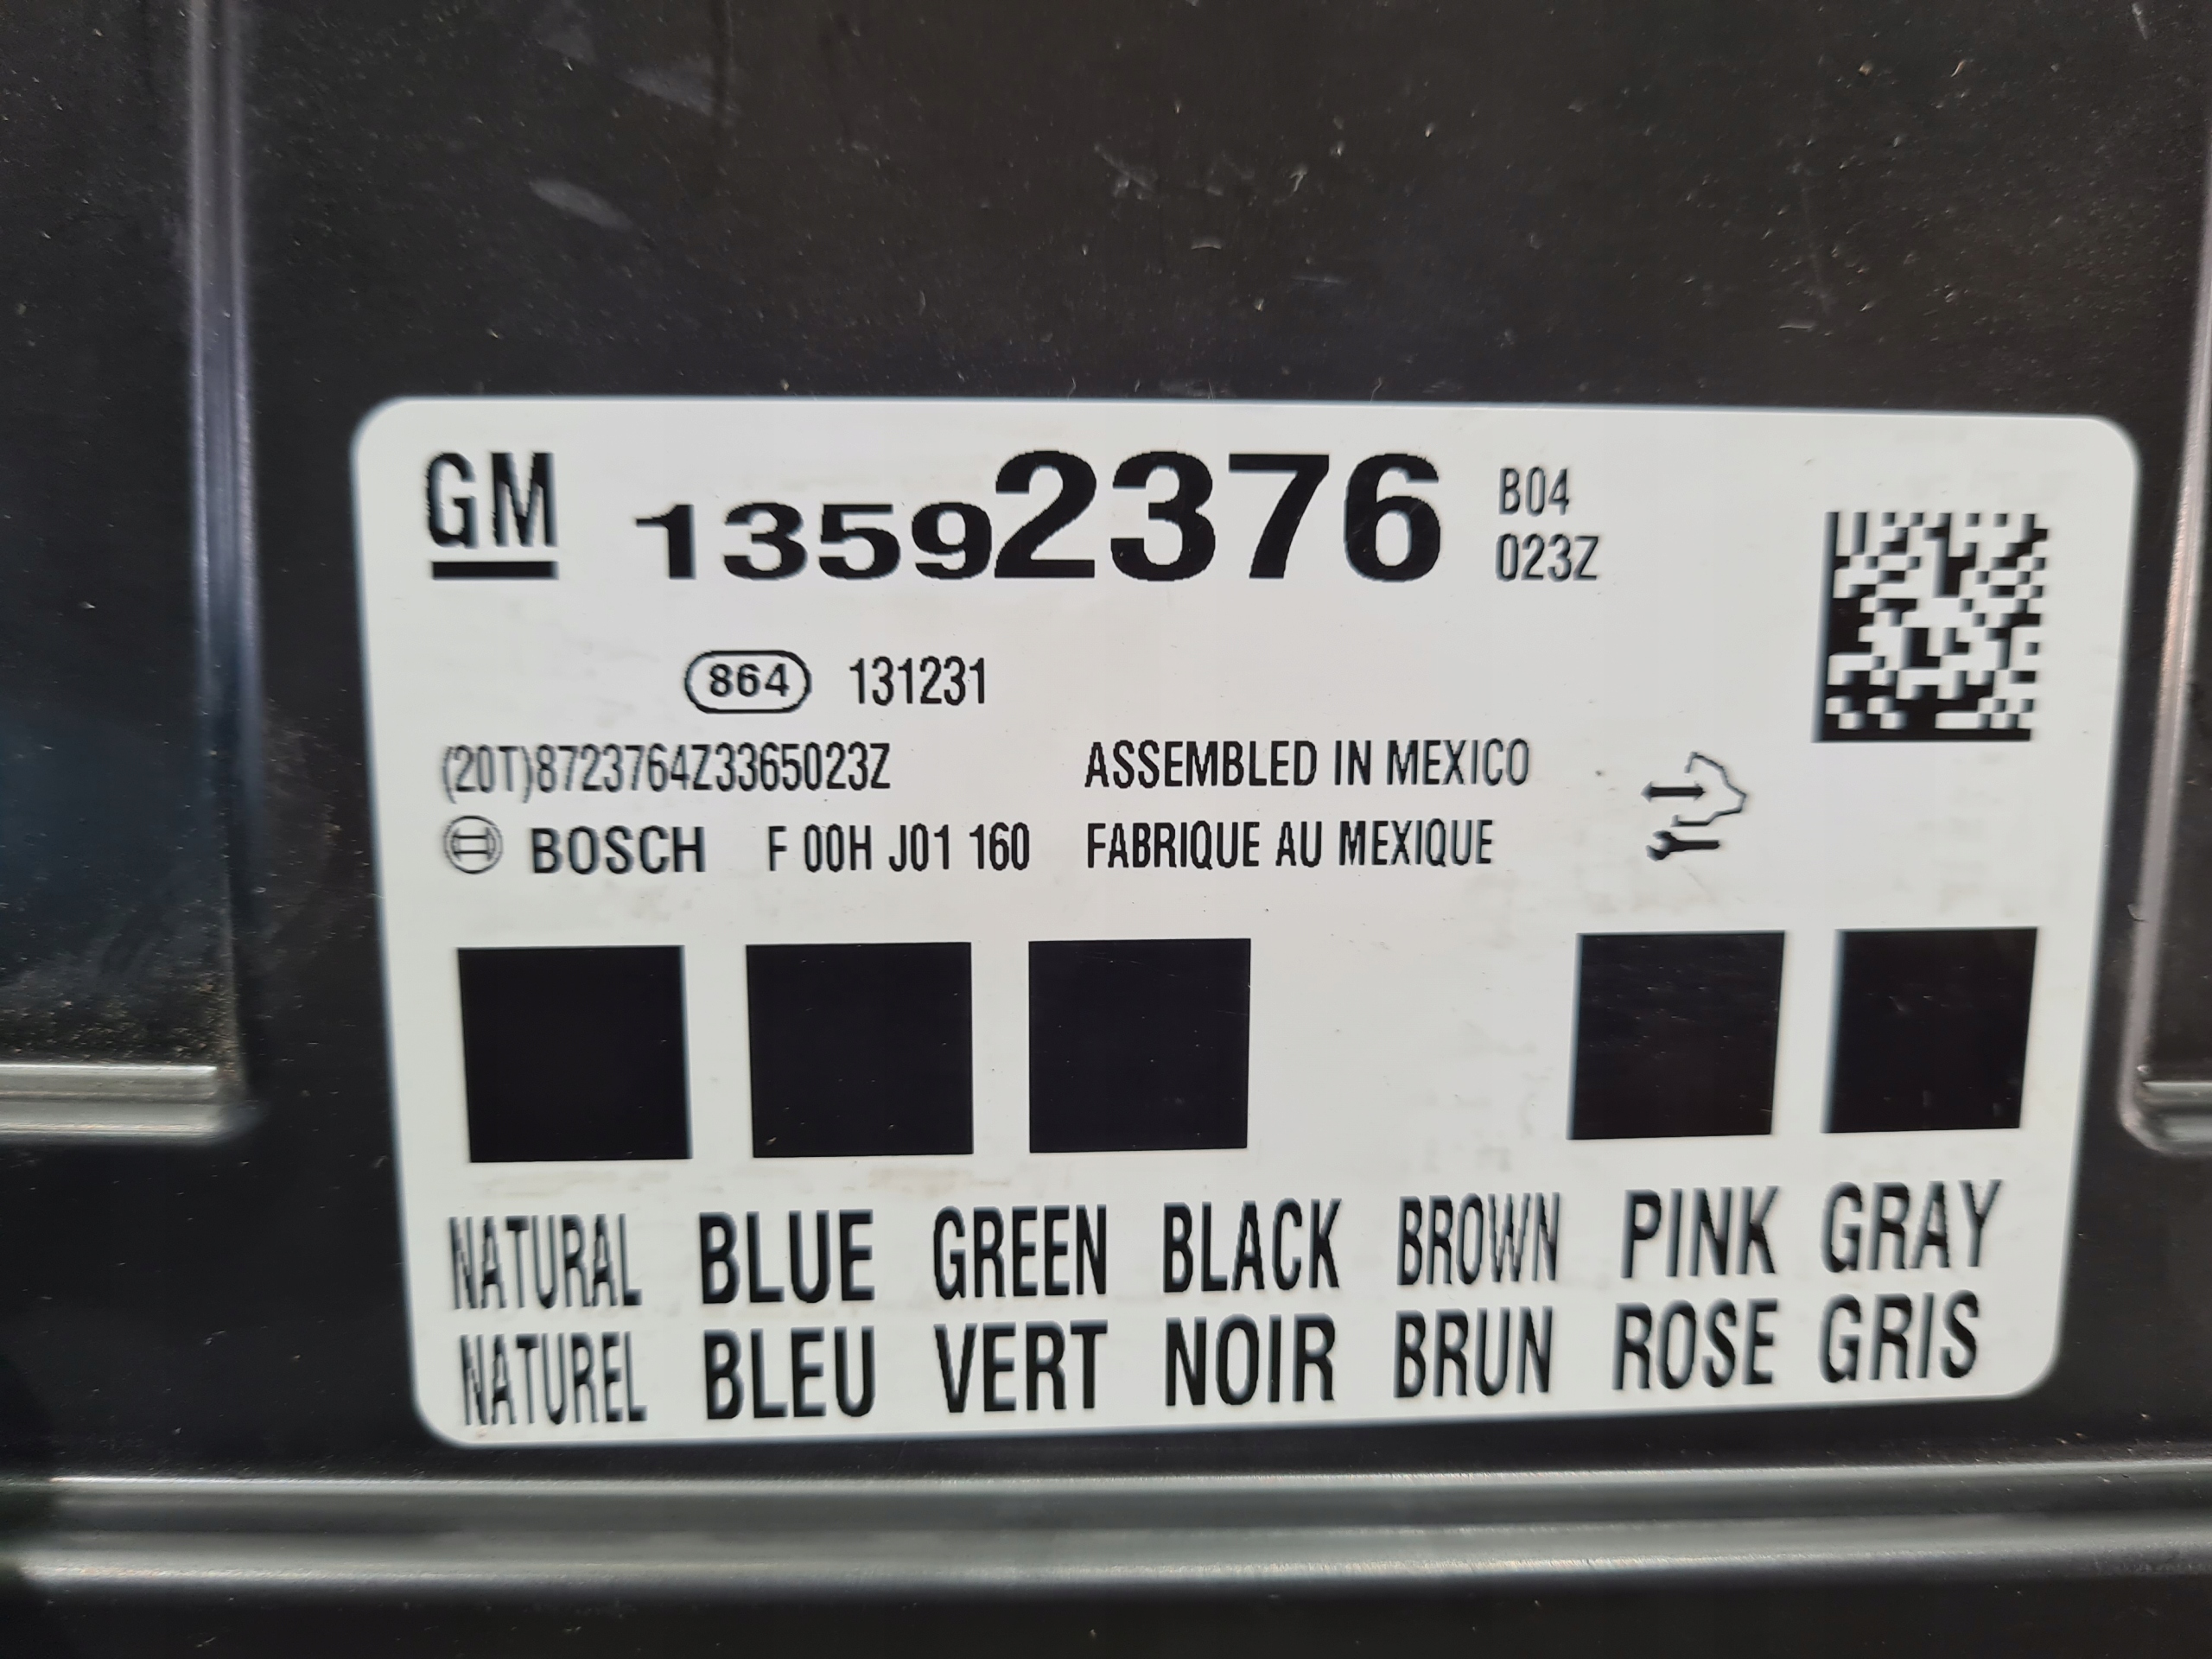 GM 13592376 B04
023Z
864 131231
(20T)8723764Z3365023Z ASSEMBLED IN MEXICO
BOSCH F 00H J01 160 FABRIQUE AU MEXIQUE
NATURAL BLUE GREEN BLACK BROWN PINK GRAY
NATUREL BLEU VERT NOIR BRUN ROSE GRIS